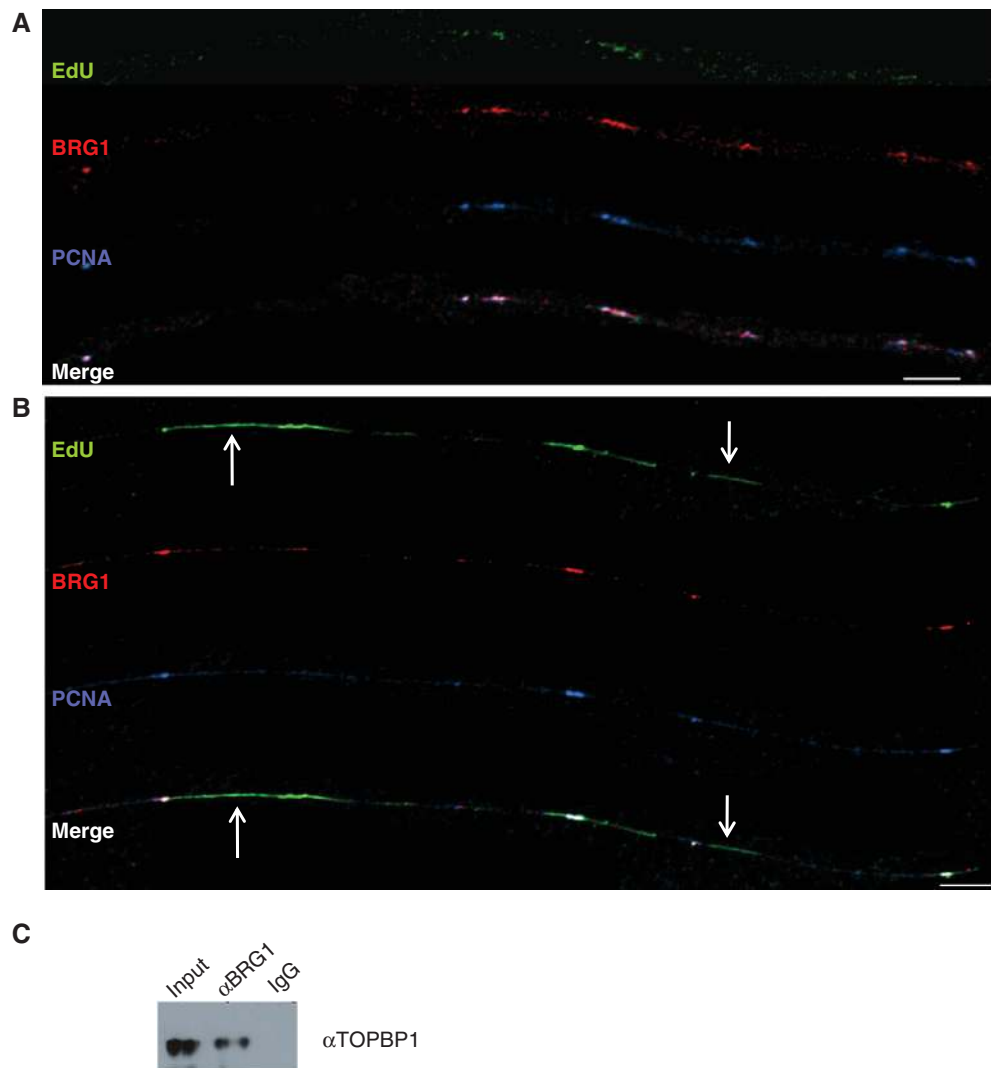 A
EdU
BRG1
PCNA
Merge
B
EdU
BRG1
PCNA
Merge
C
Input αBRG1 IgG
αTOPBP1